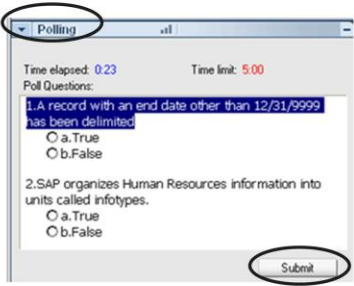 Polling
Time elapsed: 0:23 Time limit: 5:00
Poll Questions:
1.A record with an end date other than 12/31/9999
has been delimited
a.True
b.False
2.SAP organizes Human Resources information into
units called infotypes.
a.True
b.False
Submit